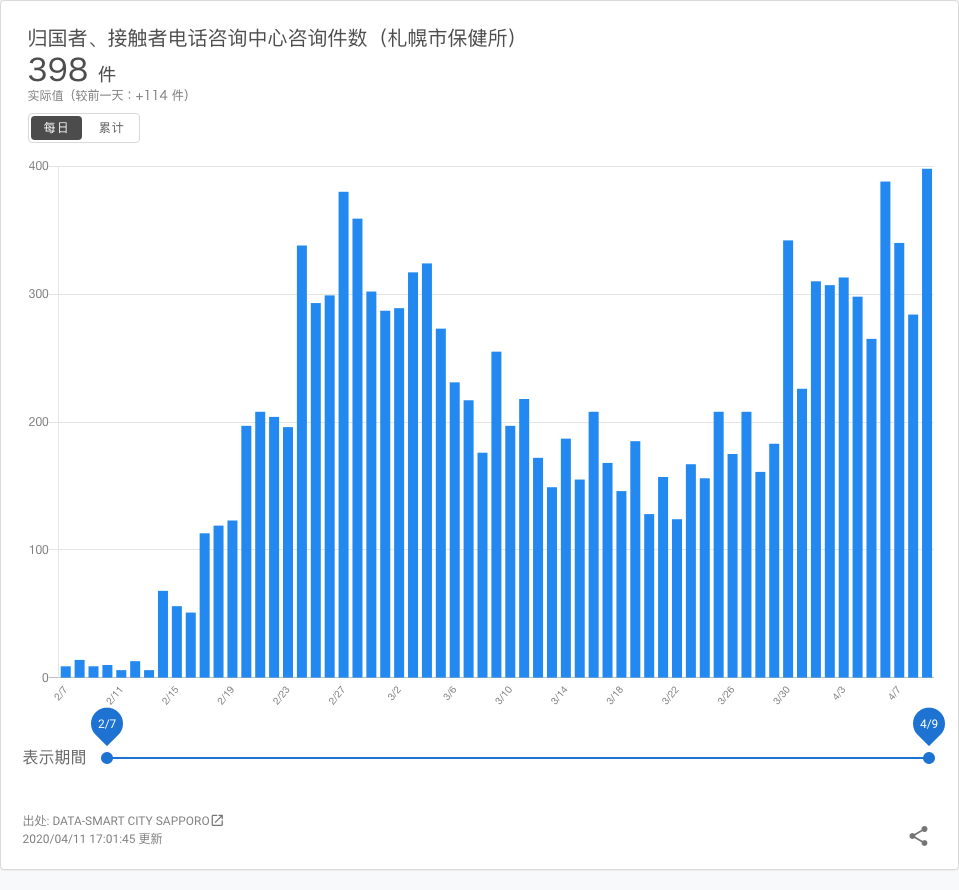 归国者、接触者电话咨询中心咨询件数（札幌市保健所）
398 件
实际值（较前一天：+114 件）
每日 累计
400
300
200
100
0
2/7 2/11 2/15 2/19 2/23 2/27 3/2 3/6 3/10 3/14 3/18 3/22 3/26 3/30 4/3 4/7
2/7 4/9
表示期間
出处: DATA-SMART CITY SAPPORO
2020/04/11 17:01:45 更新